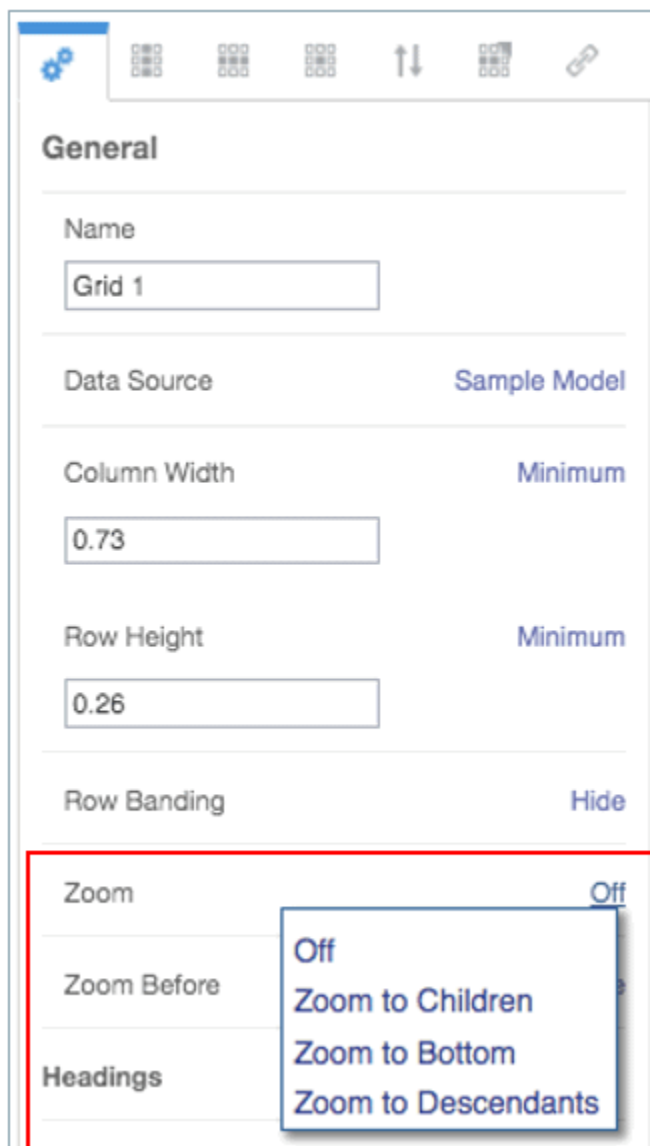 General
Name
Grid 1
Data Source Sample Model
Column Width Minimum
0.73
Row Height Minimum
0.26
Row Banding Hide
Zoom Off
Off
Zoom Before
Zoom to Children
Zoom to Bottom
Headings
Zoom to Descendants